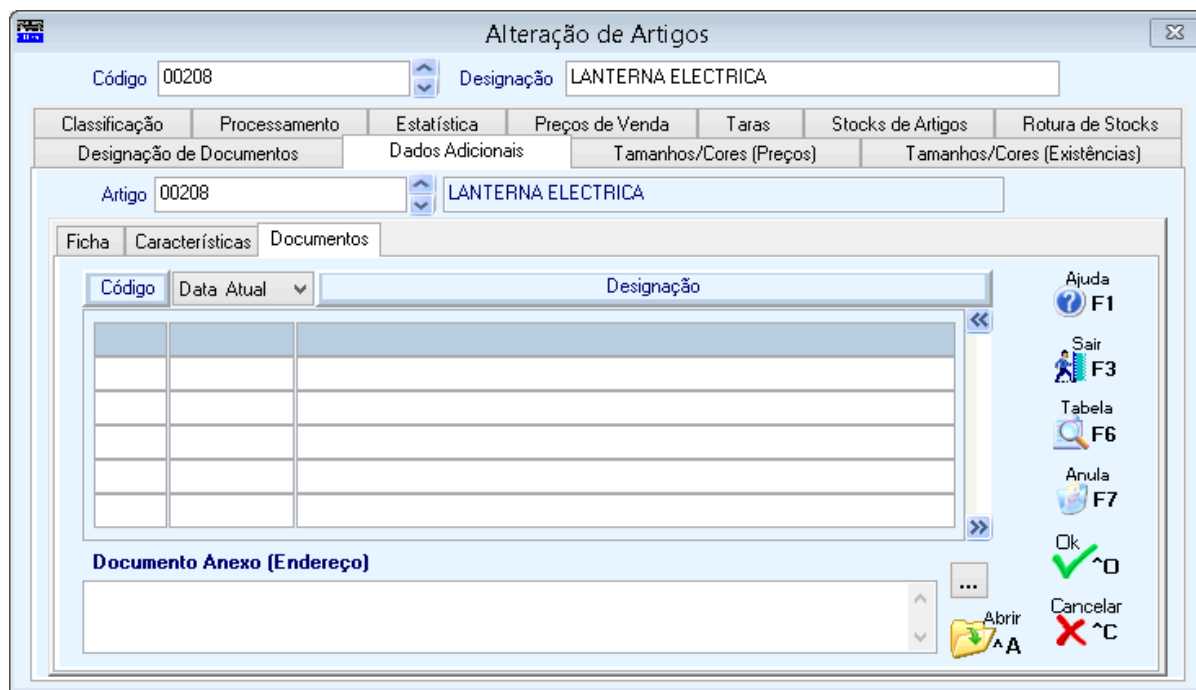 Alteração de Artigos
Código 00208 Designação LANTERNA ELECTRICA
Classificação Processamento Estatística Preços de Venda Taras Stocks de Artigos Rotura de Stocks
Designação de Documentos Dados Adicionais Tamanhos/Cores (Preços) Tamanhos/Cores (Existências)
Artigo 00208 LANTERNA ELECTRICA
Ficha Características Documentos
Código Data Atual Designação
Ajuda
F1
Sair
F3
Tabela
F6
Anula
F7
Documento Anexo (Endereço)
...
Ok
^O
Abrir
^A
Cancelar
^C